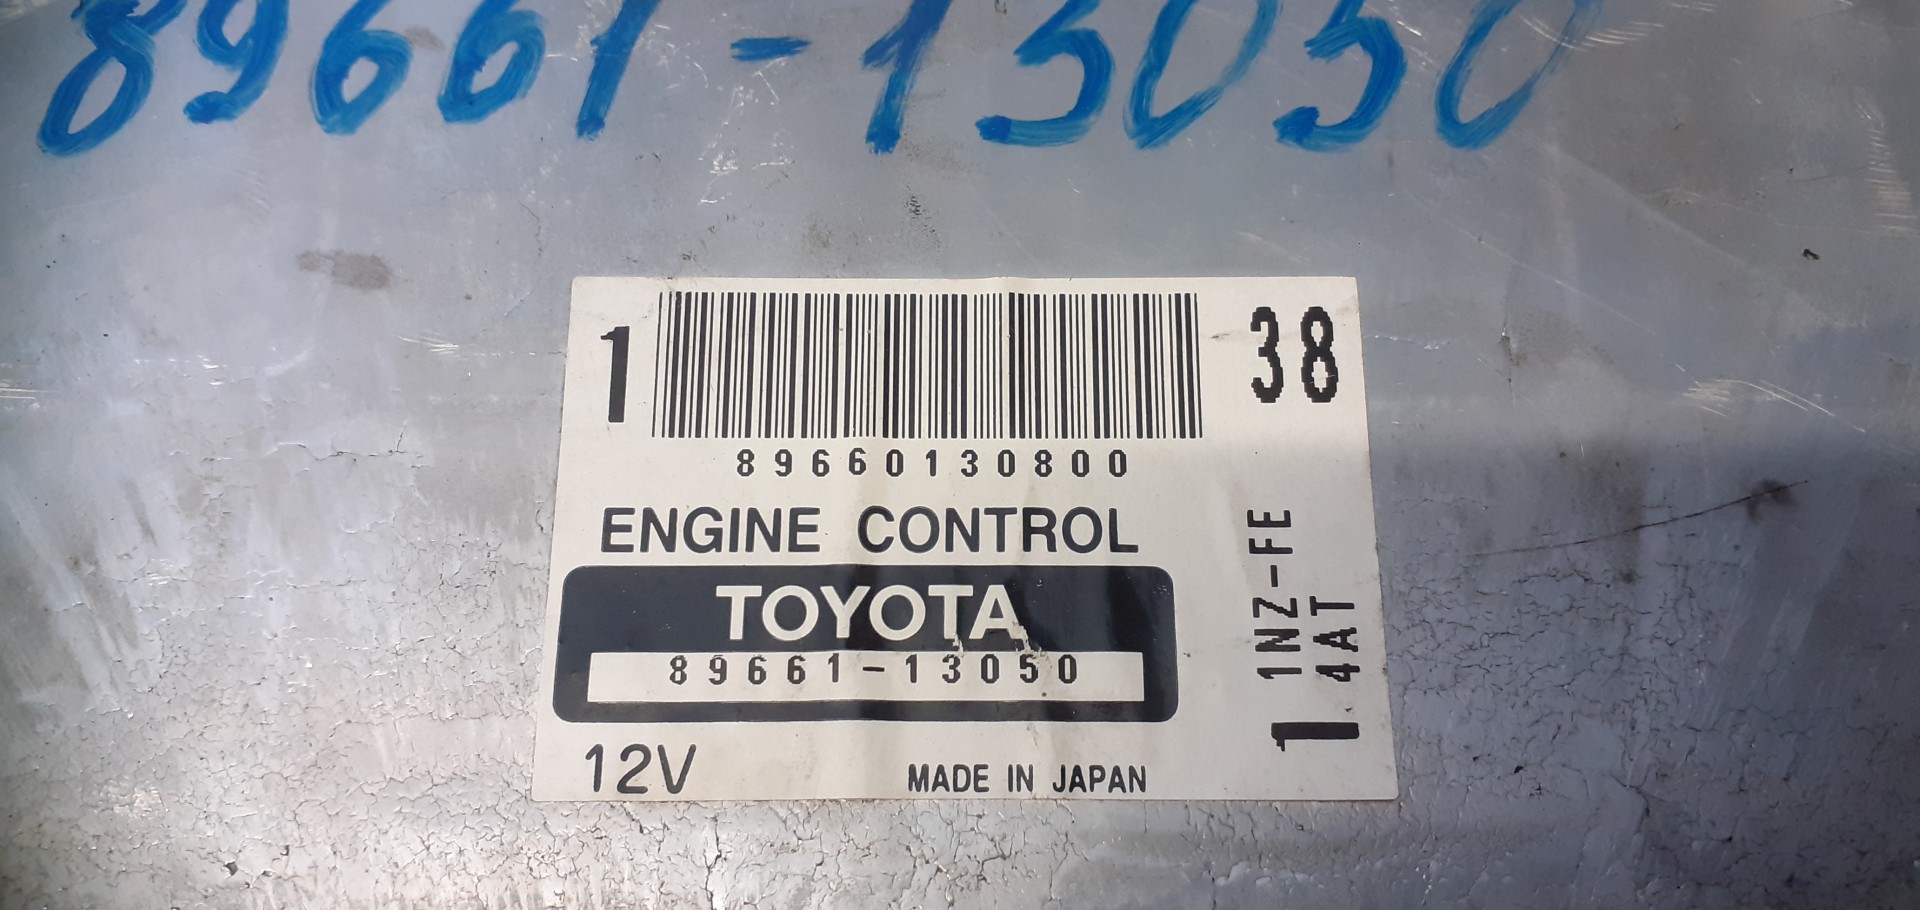 89661-13050
1
38
89660130800
ENGINE CONTROL
TOYOTA
89661-13050
12V
MADE IN JAPAN
1NZ-FE
1 4AT